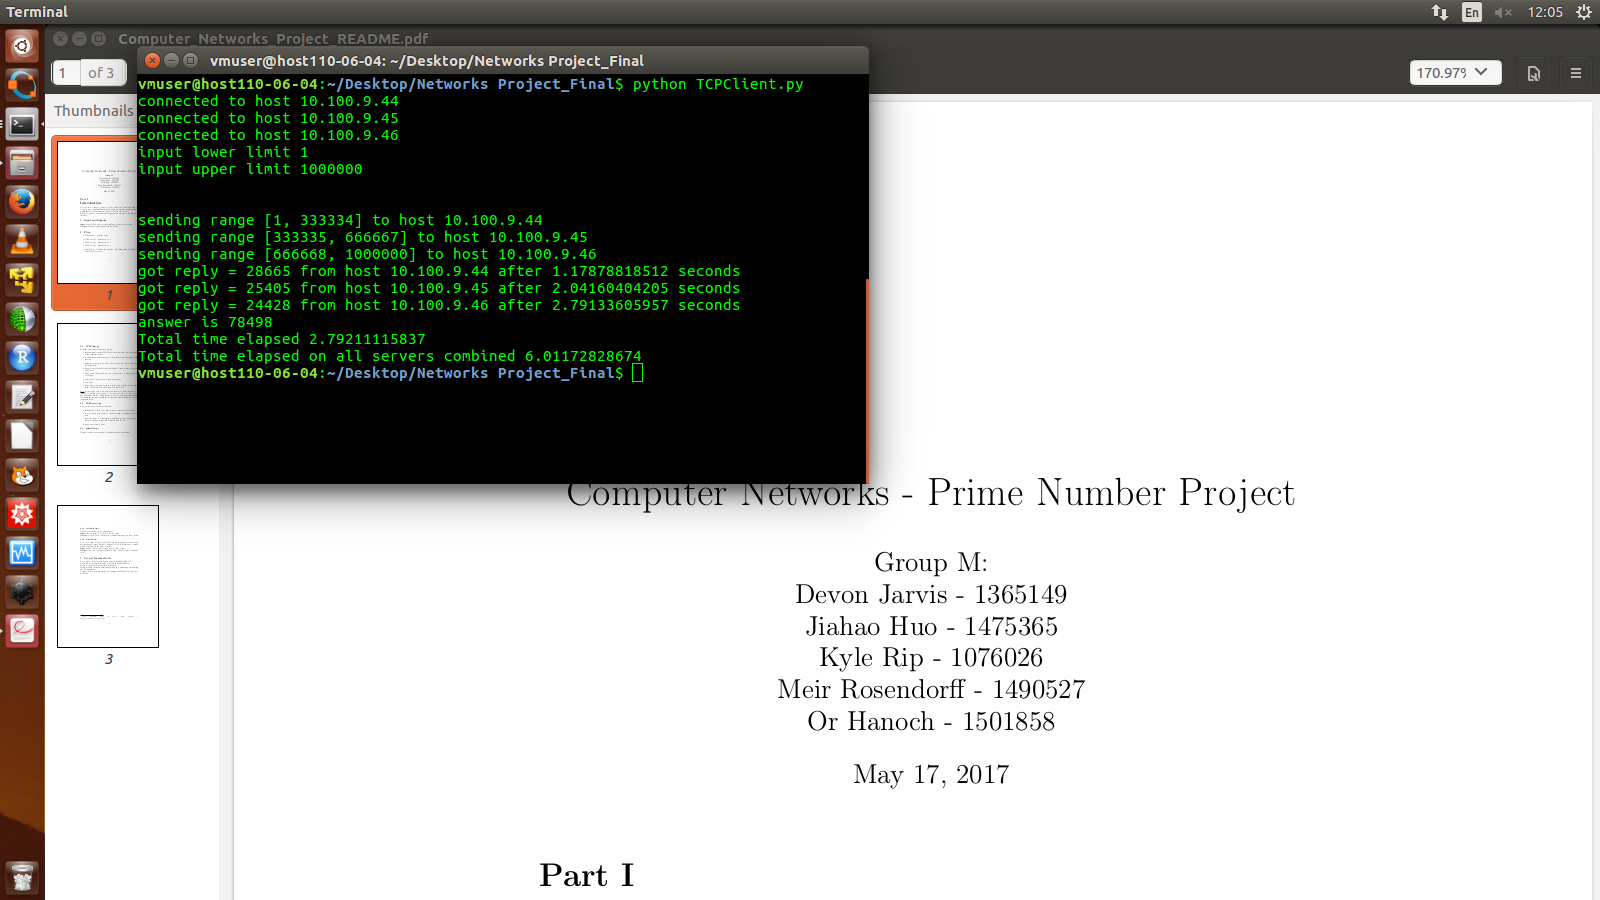 Terminal
En
12:05
Computer_Networks_Project_README.pdf
1 of 3
170.97%
Thumbnails
vmuser@host110-06-04: ~/Desktop/Networks Project_Final
vmuser@host110-06-04:~/Desktop/Networks Project_Final$ python TCPClient.py
connected to host 10.100.9.44
connected to host 10.100.9.45
connected to host 10.100.9.46
input lower limit 1
input upper limit 1000000
sending range [1, 333334] to host 10.100.9.44
sending range [333335, 666667] to host 10.100.9.45
sending range [666668, 1000000] to host 10.100.9.46
got reply = 28665 from host 10.100.9.44 after 1.17878818512 seconds
got reply = 25405 from host 10.100.9.45 after 2.04160404205 seconds
got reply = 24428 from host 10.100.9.46 after 2.79133605957 seconds
answer is 78498
Total time elapsed 2.79211115837
Total time elapsed on all servers combined 6.01172828674
vmuser@host110-06-04:~/Desktop/Networks Project_Final$
1
2
3
Computer Networks - Prime Number Project
Group M:
Devon Jarvis - 1365149
Jiahao Huo - 1475365
Kyle Rip - 1076026
Meir Rosendorff - 1490527
Or Hanoch - 1501858
May 17, 2017
Part I